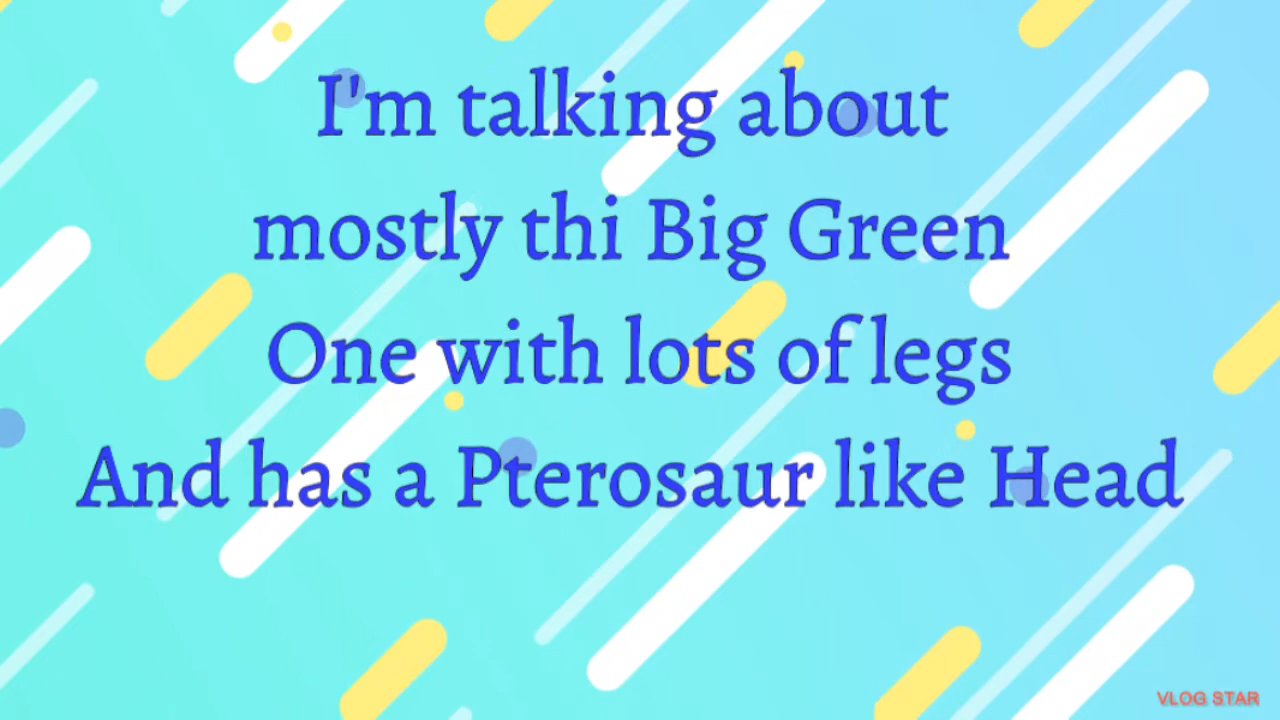 I'm talking about
mostly thi Big Green
One with lots of legs
And has a Pterosaur like Head
VLOG STAR